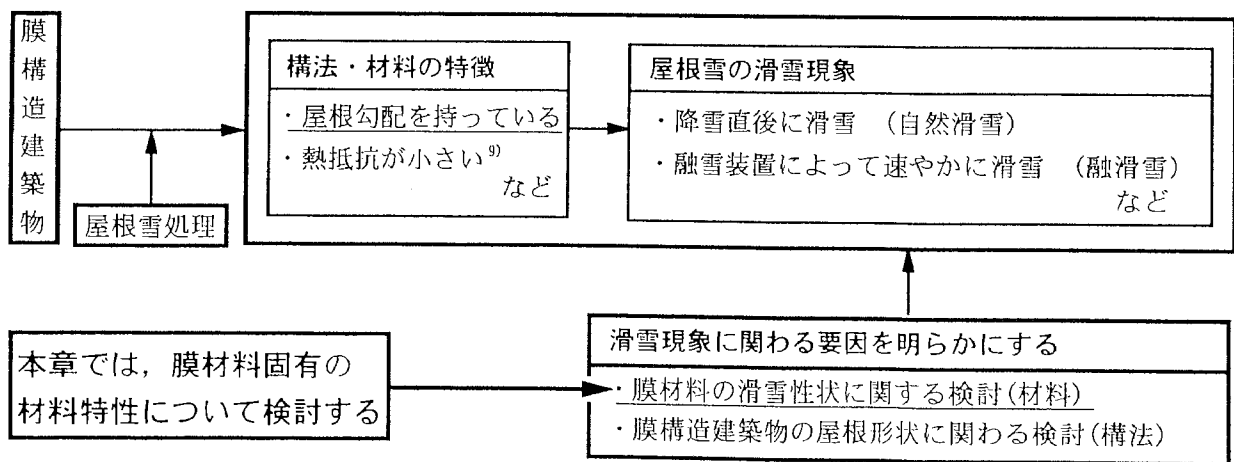 膜構造建築物
屋根雪処理
構法・材料の特徴
・屋根勾配を持っている
・熱抵抗が小さい9)
など
屋根雪の滑雪現象
・降雪直後に滑雪 (自然滑雪)
・融雪装置によって速やかに滑雪 (融滑雪)
など
本章では,膜材料固有の
材料特性について検討する
滑雪現象に関わる要因を明らかにする
・膜材料の滑雪性状に関する検討(材料)
・膜構造建築物の屋根形状に関わる検討(構法)